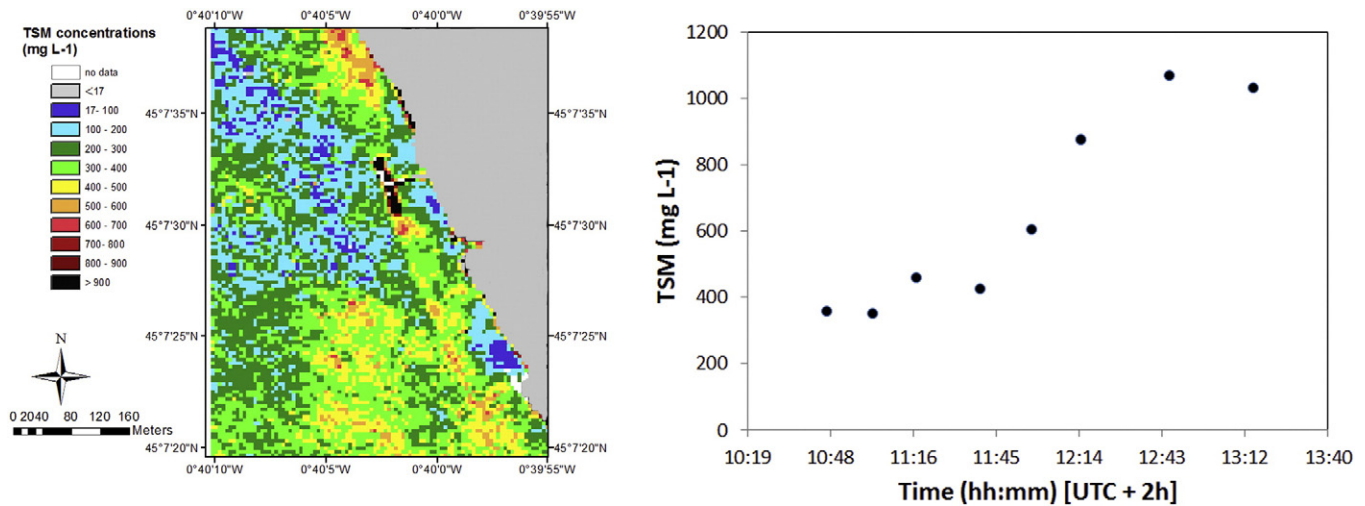 TSM concentrations
(mg L-1)
no data
<17
17- 100
100 - 200
200 - 300
300 - 400
400 - 500
500 - 600
600 - 700
700 - 800
800 - 900
> 900
N
0 2040 80 120 160
Meters
0°40'10"W 0°40'5"W 0°40'0"W 0°39'55"W
45°7'35"N 45°7'35"N
45°7'30"N 45°7'30"N
45°7'25"N 45°7'25"N
45°7'20"N 45°7'20"N
0°40'10"W 0°40'5"W 0°40'0"W 0°39'55"W
TSM (mg L-1)
1200
1000
800
600
400
200
0
10:19 10:48 11:16 11:45 12:14 12:43 13:12 13:40
Time (hh:mm) [UTC + 2h]